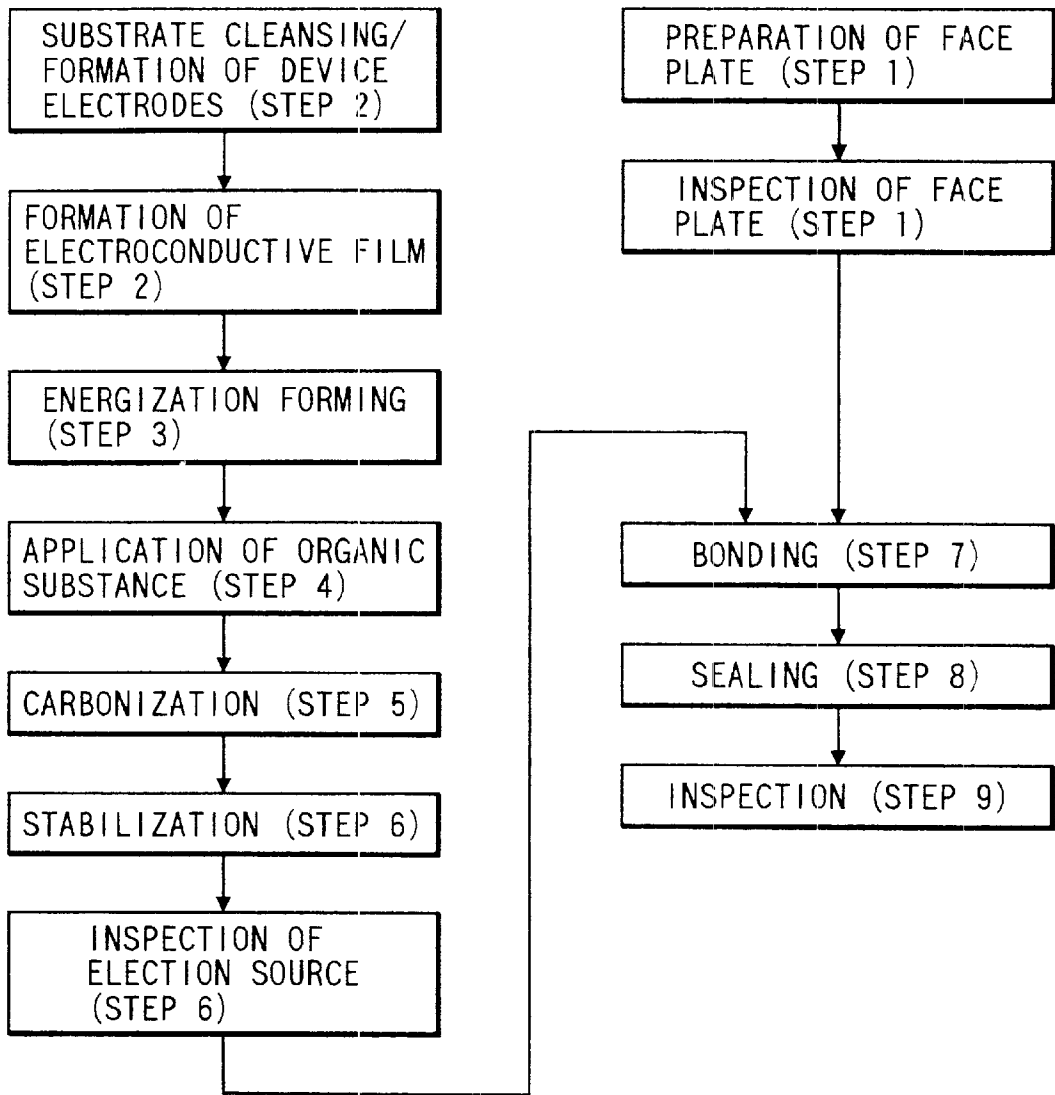 SUBSTRATE CLEANSING/
FORMATION OF DEVICE
ELECTRODES (STEP 2)
FORMATION OF
ELECTROCONDUCTIVE FILM
(STEP 2)
ENERGIZATION FORMING
(STEP 3)
APPLICATION OF ORGANIC
SUBSTANCE (STEP 4)
CARBONIZATION (STEP 5)
STABILIZATION (STEP 6)
INSPECTION OF
ELECTION SOURCE
(STEP 6)
PREPARATION OF FACE
PLATE (STEP 1)
INSPECTION OF FACE
PLATE (STEP 1)
BONDING (STEP 7)
SEALING (STEP 8)
INSPECTION (STEP 9)